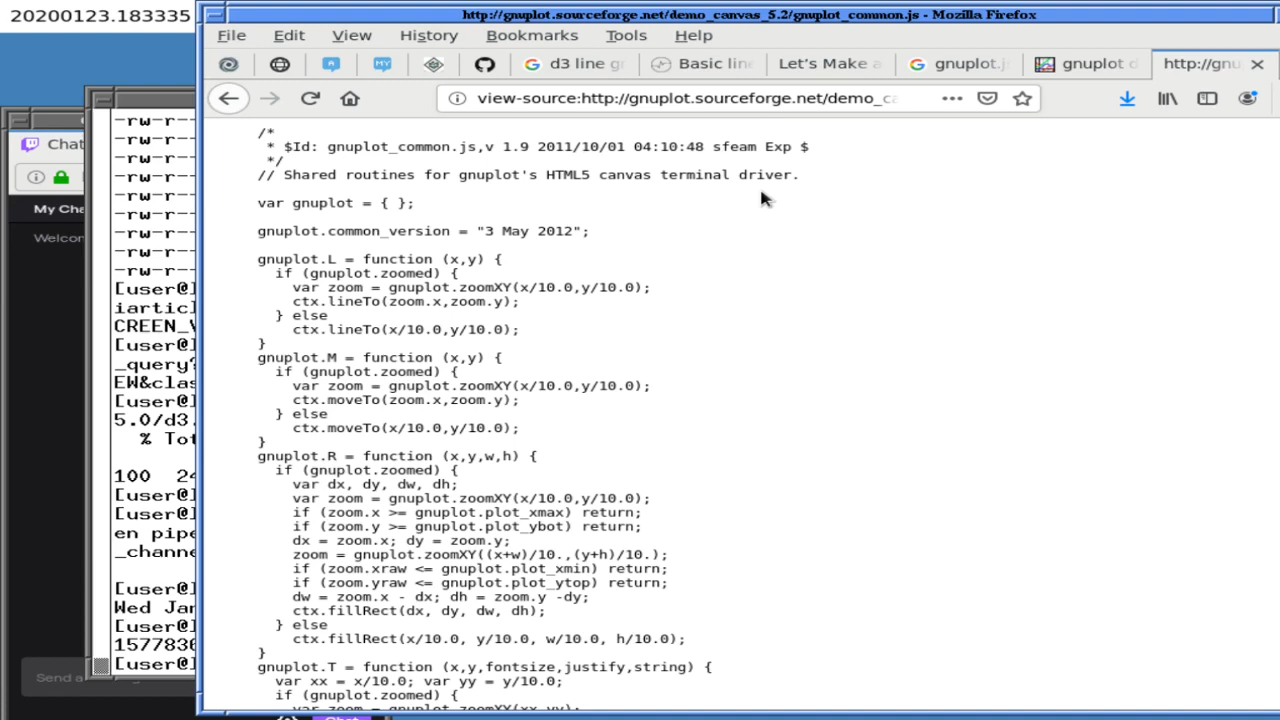 20200123.183335
http://gnuplot.sourceforge.net/demo_canvas_5.2/gnuplot_common.js - Mozilla Firefox
File Edit View History Bookmarks Tools Help
d3 line gr Basic line Let's Make a gnuplot.js gnuplot d http://gnu
view-source:http://gnuplot.sourceforge.net/demo_ca
Chat
My Cha
Welcom
Send a
Chat
-rw-r--
-rw-r--
-rw-r--
-rw-r--
-rw-r--
-rw-r--
-rw-r--
-rw-r--
-rw-r--
[user@
iartic
CREEN_
[user@
_query?
EW&clas
[user@
5.0/d3.
% Tot
100 24
[user@
[user@
en pipe
_channe
[user@
Wed Jan
[user@
1577836
[user@
/*
* $Id: gnuplot_common.js,v 1.9 2011/10/01 04:10:48 sfeam Exp $
*/
// Shared routines for gnuplot's HTML5 canvas terminal driver.
var gnuplot = { };
gnuplot.common_version = "3 May 2012";
gnuplot.L = function (x,y) {
if (gnuplot.zoomed) {
var zoom = gnuplot.zoomXY(x/10.0,y/10.0);
ctx.lineTo(zoom.x,zoom.y);
} else
ctx.lineTo(x/10.0,y/10.0);
}
gnuplot.M = function (x,y) {
if (gnuplot.zoomed) {
var zoom = gnuplot.zoomXY(x/10.0,y/10.0);
ctx.moveTo(zoom.x,zoom.y);
} else
ctx.moveTo(x/10.0,y/10.0);
}
gnuplot.R = function (x,y,w,h) {
if (gnuplot.zoomed) {
var dx, dy, dw, dh;
var zoom = gnuplot.zoomXY(x/10.0,y/10.0);
if (zoom.x >= gnuplot.plot_xmax) return;
if (zoom.y >= gnuplot.plot_ybot) return;
dx = zoom.x; dy = zoom.y;
zoom = gnuplot.zoomXY((x+w)/10.,(y+h)/10.);
if (zoom.xraw <= gnuplot.plot_xmin) return;
if (zoom.yraw <= gnuplot.plot_ytop) return;
dw = zoom.x - dx; dh = zoom.y -dy;
ctx.fillRect(dx, dy, dw, dh);
} else
ctx.fillRect(x/10.0, y/10.0, w/10.0, h/10.0);
}
gnuplot.T = function (x,y,fontsize,justify,string) {
var xx = x/10.0; var yy = y/10.0;
if (gnuplot.zoomed) {
var zoom = gnuplot.zoomXY(xx,yy);